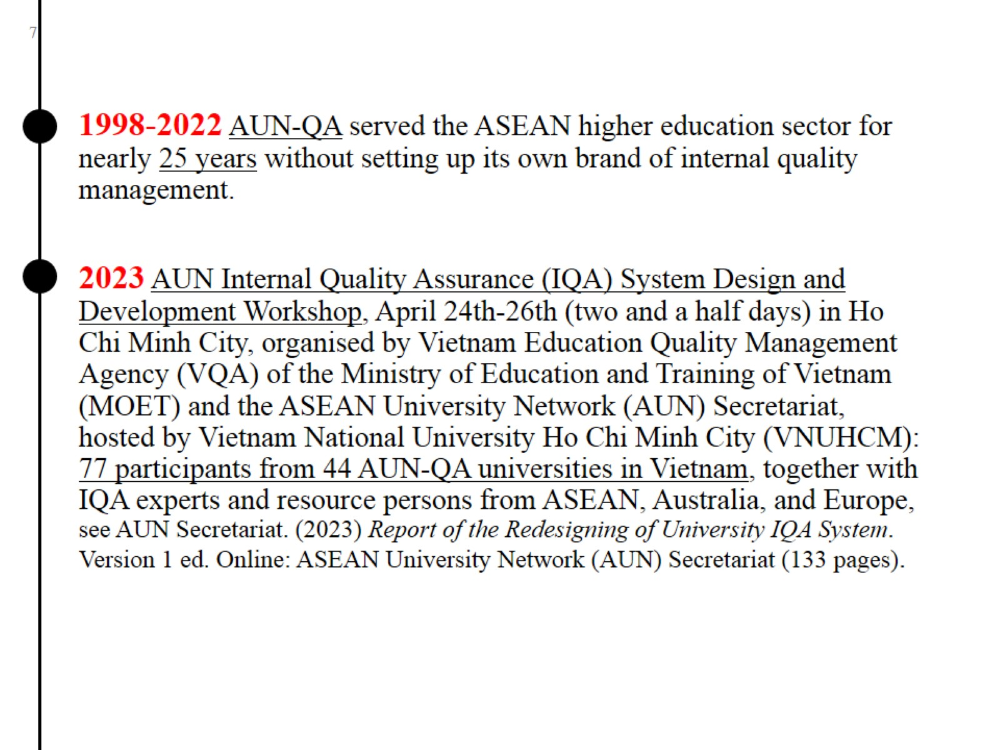 7
1998-2022 AUN-QA served the ASEAN higher education sector for
nearly 25 years without setting up its own brand of internal quality
management.
2023 AUN Internal Quality Assurance (IQA) System Design and
Development Workshop, April 24th-26th (two and a half days) in Ho
Chi Minh City, organised by Vietnam Education Quality Management
Agency (VQA) of the Ministry of Education and Training of Vietnam
(MOET) and the ASEAN University Network (AUN) Secretariat,
hosted by Vietnam National University Ho Chi Minh City (VNUHCM):
77 participants from 44 AUN-QA universities in Vietnam, together with
IQA experts and resource persons from ASEAN, Australia, and Europe,
see AUN Secretariat. (2023) Report of the Redesigning of University IQA System.
Version 1 ed. Online: ASEAN University Network (AUN) Secretariat (133 pages).